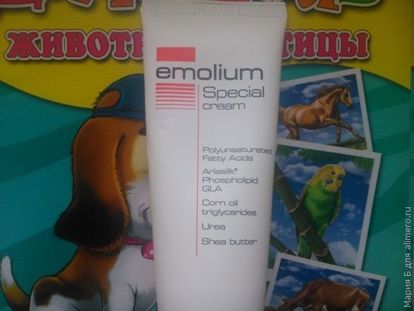 ЖИВОТН ТИЦЫ
emolium
Special
cream
Polyunsaturated
Fatty Acids
Arlasilk®
Phospholipid
GLA
Corn oil
triglycerides
Urea
Shea butter
Мария Б для alimero.ru